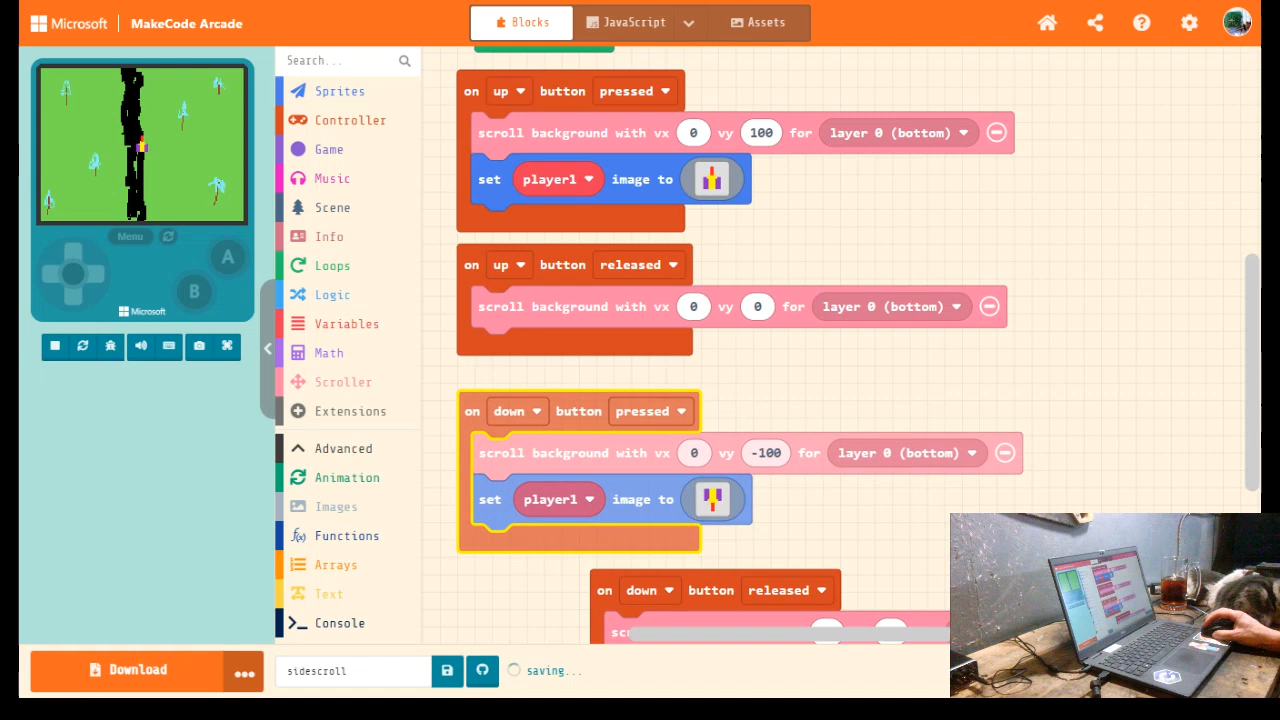 Microsoft MakeCode Arcade Blocks JavaScript Assets
Search...
Sprites
Controller
Game
Music
Scene
Info
Loops
Logic
Variables
Math
Scroller
Extensions
Advanced
Animation
Images
Functions
Arrays
Text
Console
Menu
A
B
Microsoft
on up button pressed
scroll background with vx 0 vy 100 for layer 0 (bottom)
set player1 image to
on up button released
scroll background with vx 0 vy 0 for layer 0 (bottom)
on down button pressed
scroll background with vx 0 vy -100 for layer 0 (bottom)
set player1 image to
on down button released
Download
sidescroll
saving...